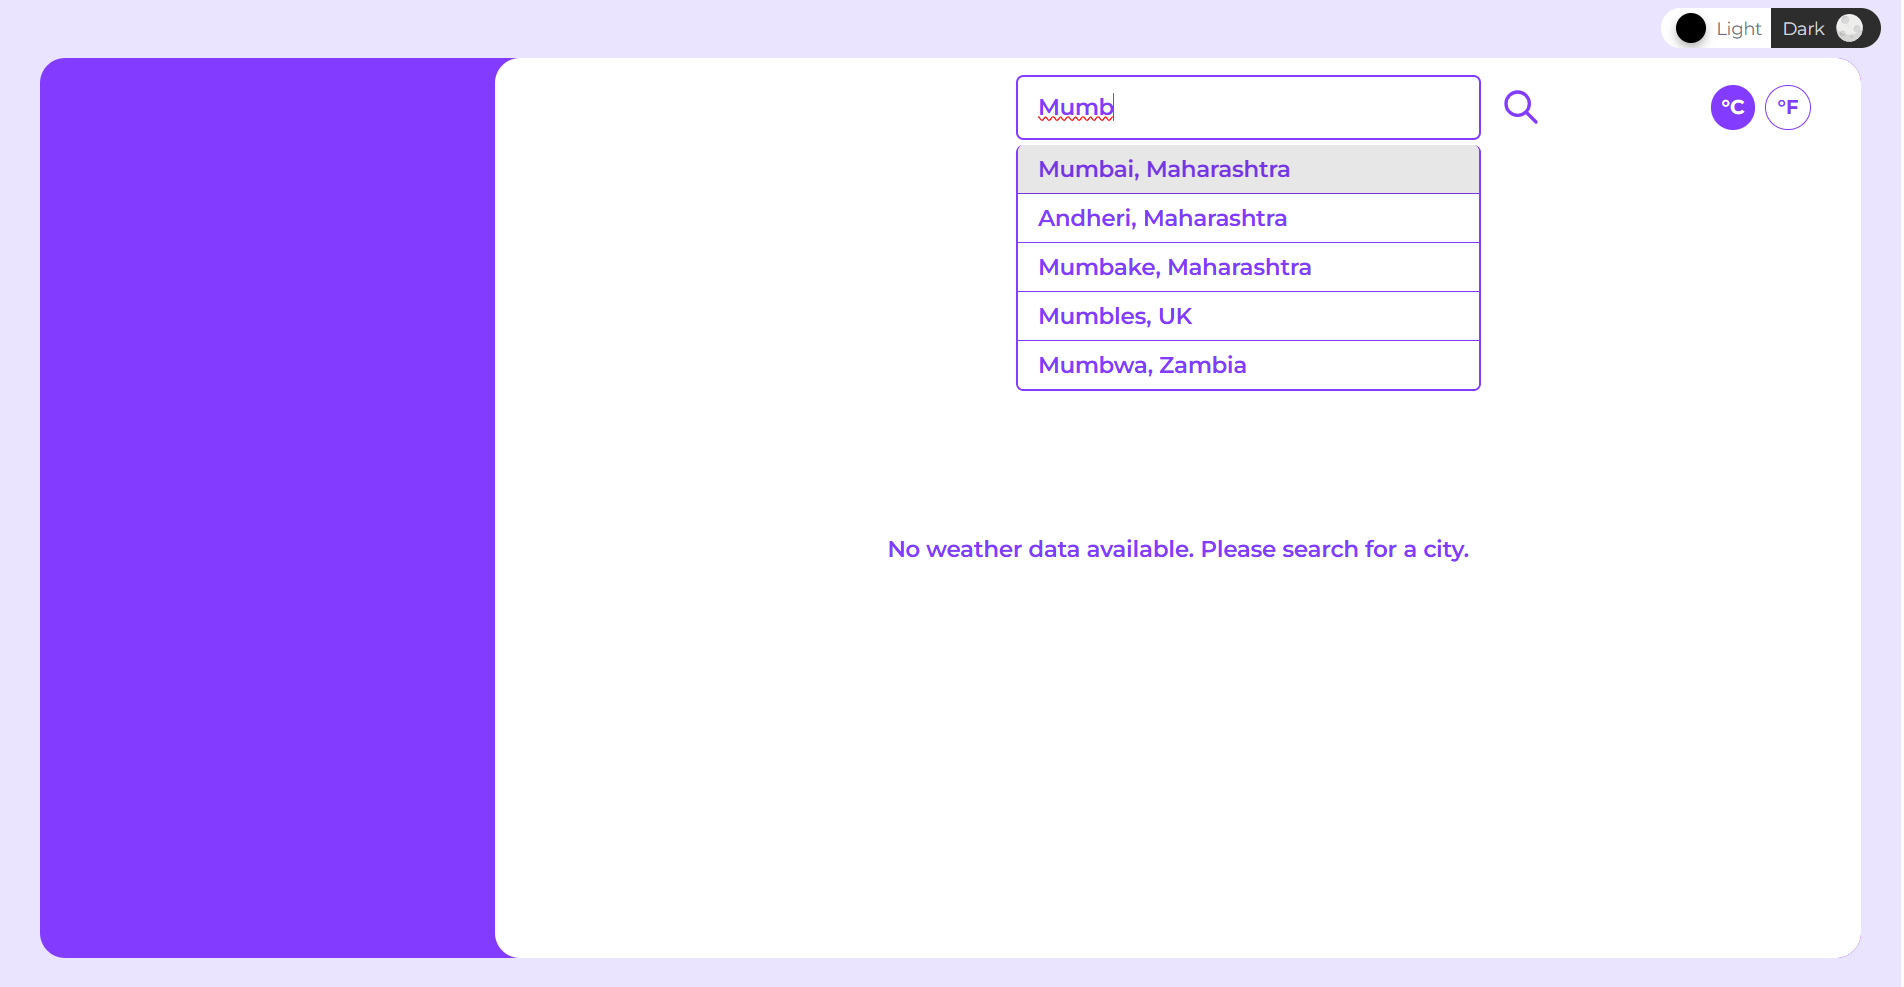 Light Dark
Mumb
°C °F
Mumbai, Maharashtra
Andheri, Maharashtra
Mumbake, Maharashtra
Mumbles, UK
Mumbwa, Zambia
No weather data available. Please search for a city.